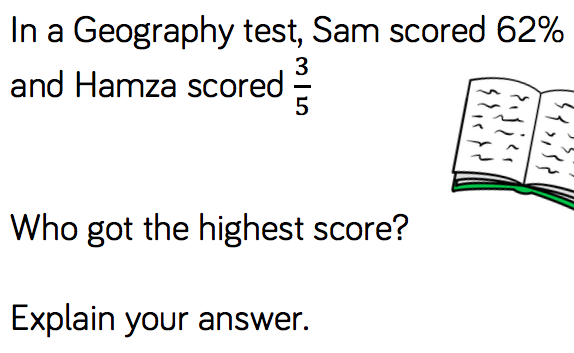 In a Geography test, Sam scored 62%
and Hamza scored 3/5
Who got the highest score?
Explain your answer.